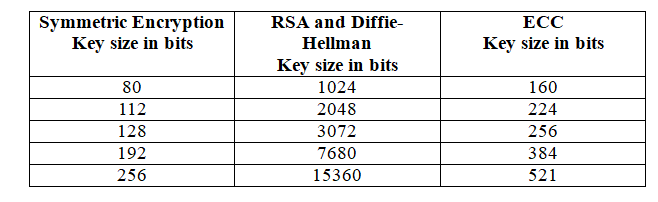 Symmetric Encryption
Key size in bits
RSA and Diffie-
Hellman
Key size in bits
ECC
Key size in bits
80 1024 160
112 2048 224
128 3072 256
192 7680 384
256 15360 521